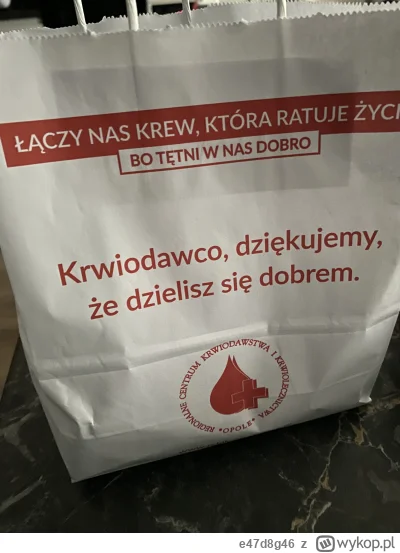 ŁĄCZY NAS KREW, KTÓRA RATUJE ŻYCI
BO TĘTNI W NAS DOBRO
Krwiodawco, dziękujemy,
że dzielisz się dobrem.
REGIONALNE CENTRUM KRWIODAWSTWA I KRWIOLECZNICTWA
• OPOLE •
e47d8g46 z wykop.pl